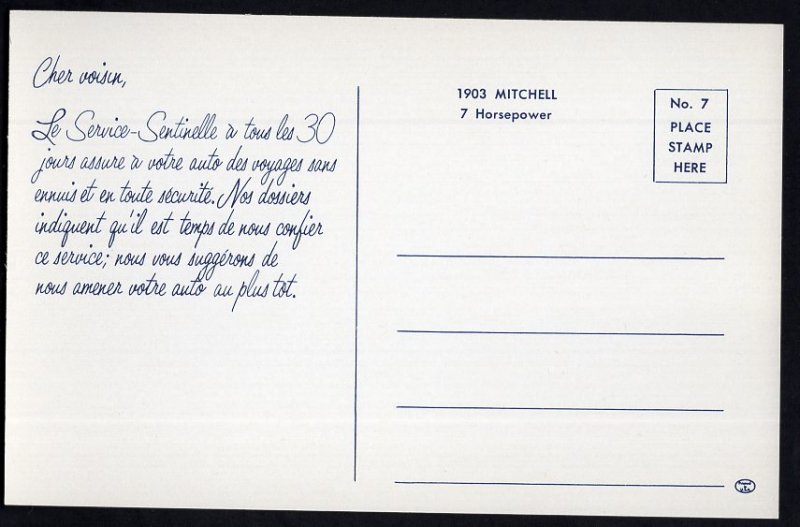 Cher voisin,
Le Service-Sentinelle à tous les 30
jours assure à votre auto des voyages sans
ennuis et en toute sécurité. Nos dossiers
indiquent qu'il est temps de nous confier
ce service; nous vous suggérons de
nous amener votre auto au plus tot.
1903 MITCHELL
7 Horsepower
No. 7
PLACE
STAMP
HERE